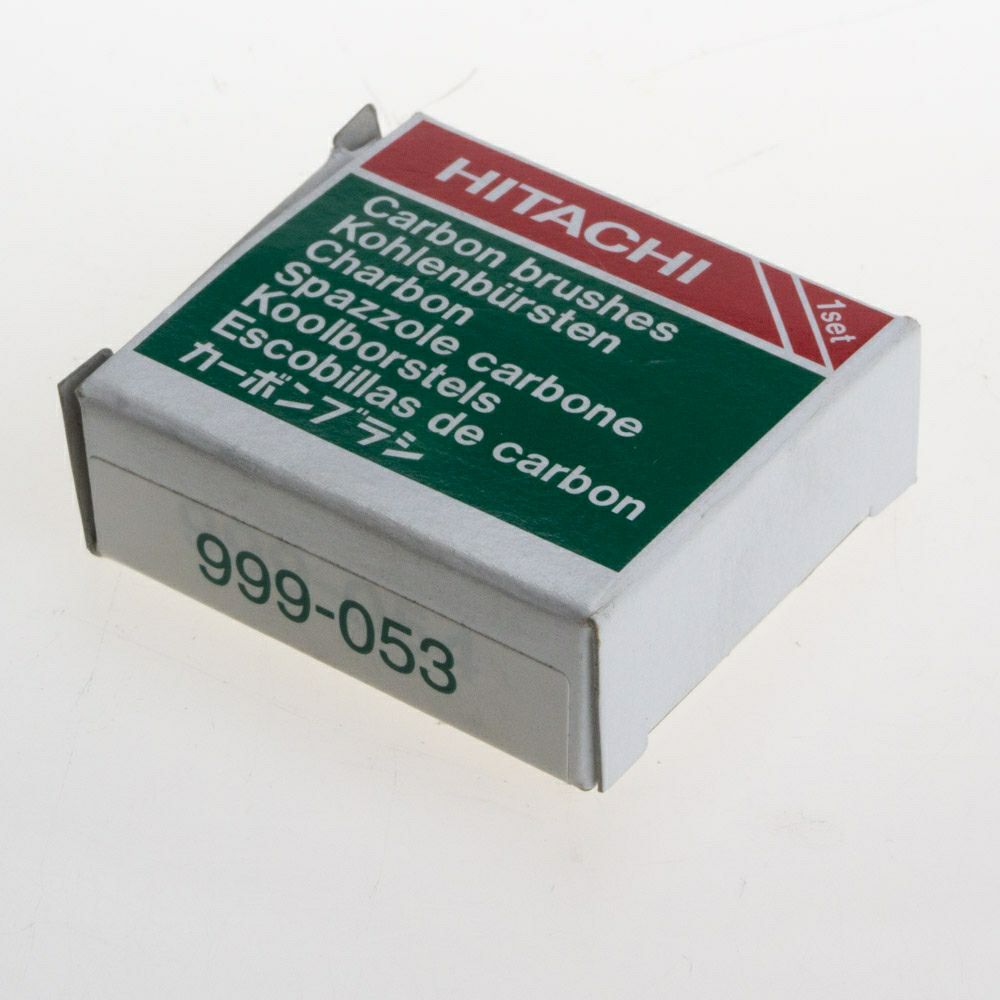 HITACHI
1set
Carbon brushes
Kohlenbürsten
Charbon
Spazzole carbone
Koolborstels
Escobillas de carbon
カーボンブラシ
999-053